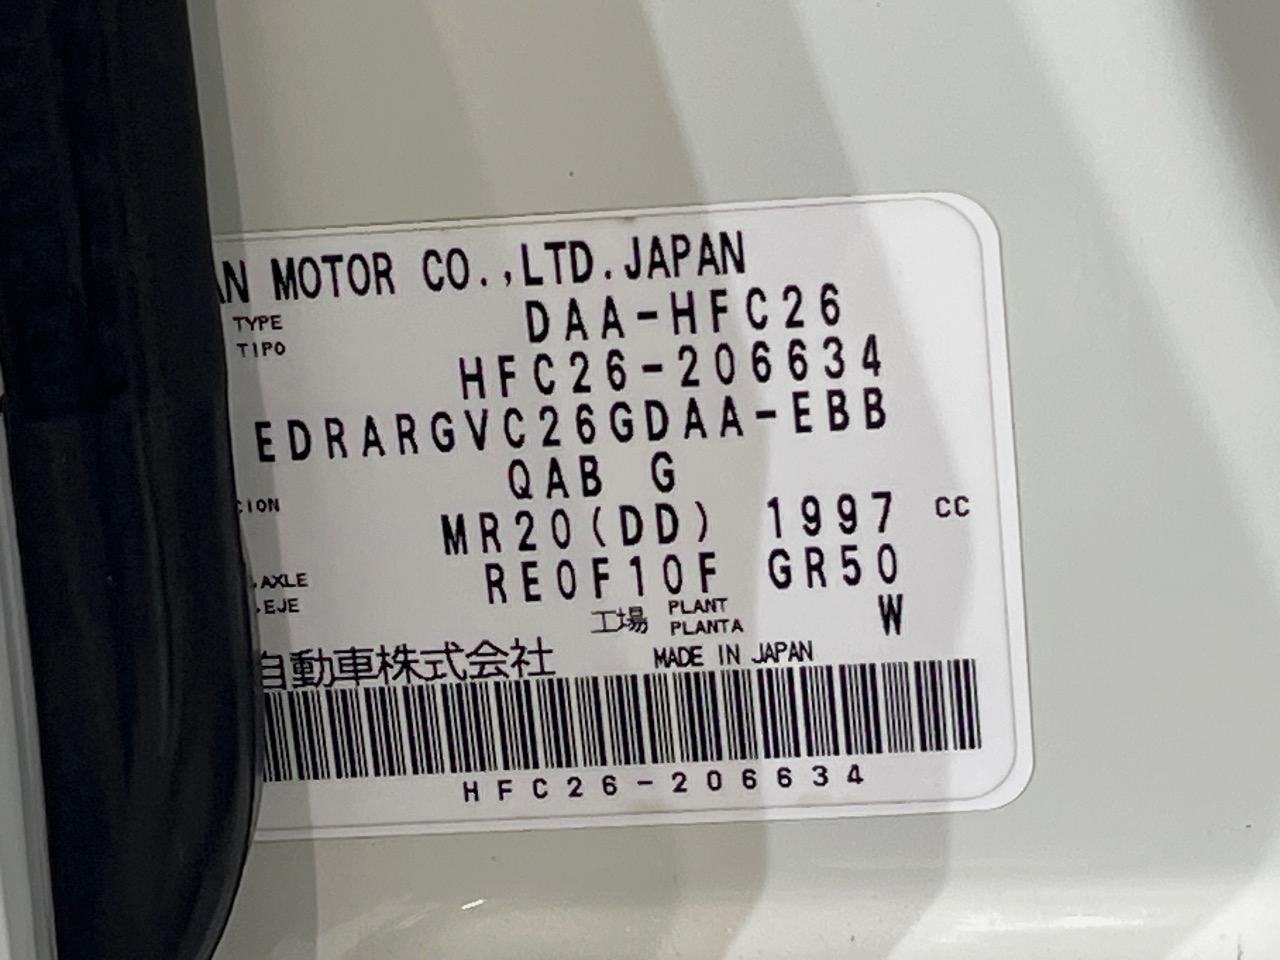 AN MOTOR CO.,LTD.JAPAN
TYPE
TIPO
DAA-HFC26
HFC26-206634
EDRARGVC26GDAA-EBB
QAB G
CION
MR20(DD) 1997 CC
AXLE
EJE
RE0F10F GR50
工場 PLANT
PLANTA
W
自動車株式会社 MADE IN JAPAN
HFC26-206634